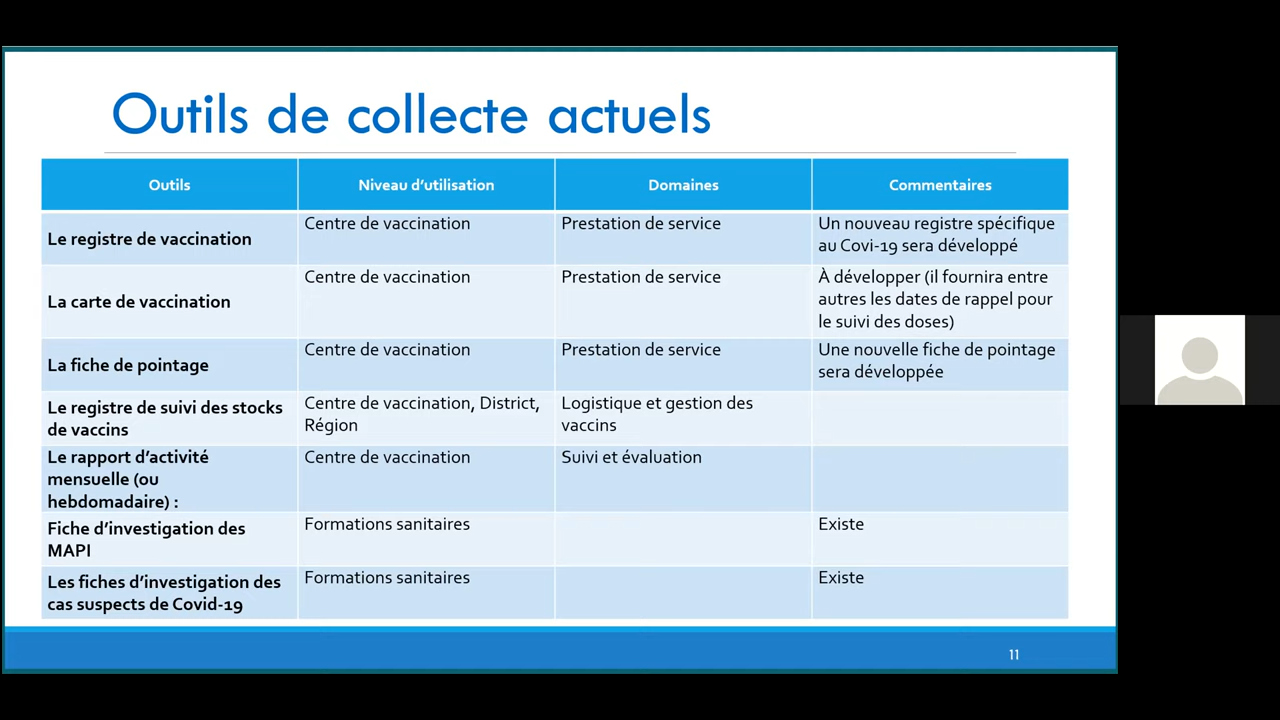 Outils de collecte actuels
Outils
Niveau d'utilisation
Domaines
Commentaires
Le registre de vaccination
Centre de vaccination
Prestation de service
Un nouveau registre spécifique
au Covi-19 sera développé
La carte de vaccination
Centre de vaccination
Prestation de service
À développer (il fournira entre
autres les dates de rappel pour
le suivi des doses)
La fiche de pointage
Centre de vaccination
Prestation de service
Une nouvelle fiche de pointage
sera développée
Le registre de suivi des stocks
de vaccins
Centre de vaccination, District,
Région
Logistique et gestion des
vaccins
Le rapport d'activité
mensuelle (ou
hebdomadaire) :
Centre de vaccination
Suivi et évaluation
Fiche d'investigation des
MAPI
Formations sanitaires
Existe
Les fiches d'investigation des
cas suspects de Covid-19
Formations sanitaires
Existe
11